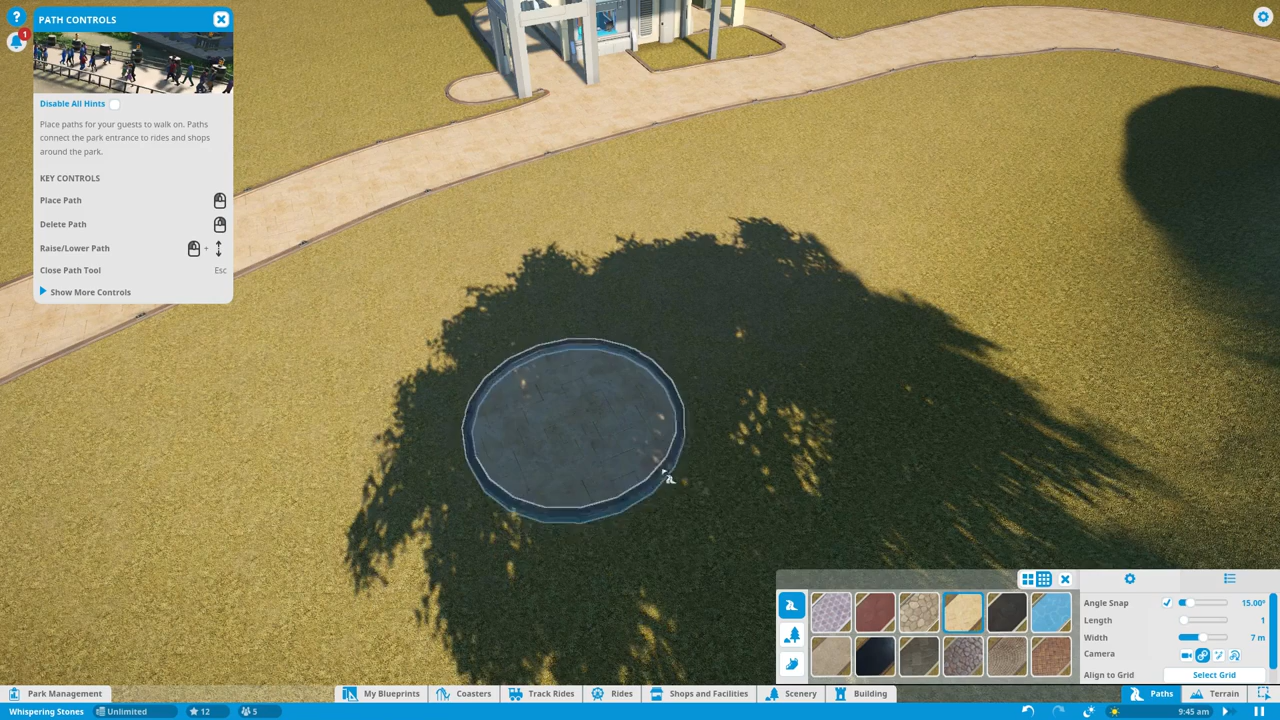 ?
PATH CONTROLS
1
Disable All Hints
Place paths for your guests to walk on. Paths
connect the park entrance to rides and shops
around the park.
KEY CONTROLS
Place Path
Delete Path
Raise/Lower Path +
Close Path Tool Esc
Show More Controls
Angle Snap 15.00°
Length 1
Width 7 m
Camera
Align to Grid Select Grid
Park Management My Blueprints Coasters Track Rides Rides Shops and Facilities Scenery Building Paths Terrain
Whispering Stones Unlimited 12 5 9:45 am